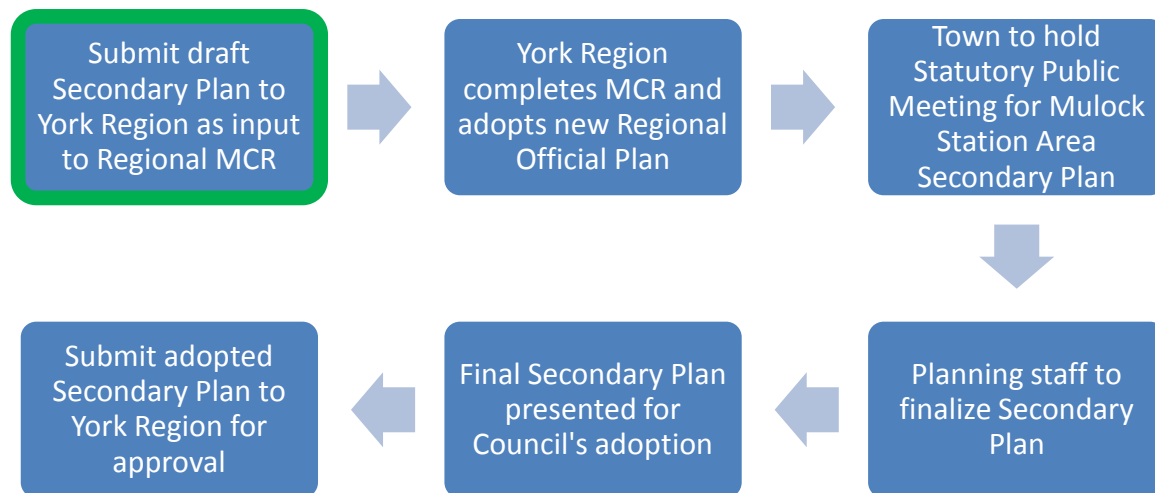 Submit draft
Secondary Plan to
York Region as input
to Regional MCR
York Region
completes MCR and
adopts new Regional
Official Plan
Town to hold
Statutory Public
Meeting for Mulock
Station Area
Secondary Plan
Planning staff to
finalize Secondary
Plan
Final Secondary Plan
presented for
Council's adoption
Submit adopted
Secondary Plan to
York Region for
approval